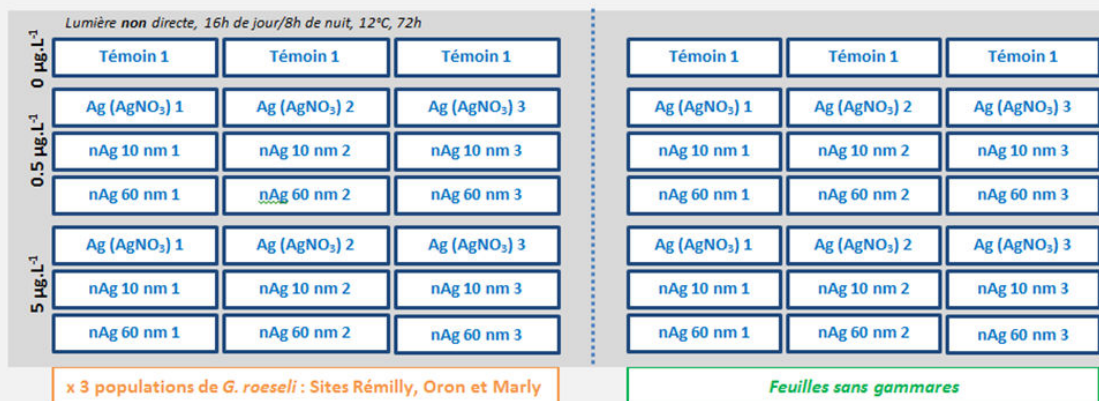 Lumière non directe, 16h de jour/8h de nuit, 12°C, 72h
0 µg.L⁻¹
Témoin 1 Témoin 1 Témoin 1 Témoin 1 Témoin 1 Témoin 1
0.5 µg.L⁻¹
Ag (AgNO₃) 1 Ag (AgNO₃) 2 Ag (AgNO₃) 3 Ag (AgNO₃) 1 Ag (AgNO₃) 2 Ag (AgNO₃) 3
nAg 10 nm 1 nAg 10 nm 2 nAg 10 nm 3 nAg 10 nm 1 nAg 10 nm 2 nAg 10 nm 3
nAg 60 nm 1 nAg 60 nm 2 nAg 60 nm 3 nAg 60 nm 1 nAg 60 nm 2 nAg 60 nm 3
5 µg.L⁻¹
Ag (AgNO₃) 1 Ag (AgNO₃) 2 Ag (AgNO₃) 3 Ag (AgNO₃) 1 Ag (AgNO₃) 2 Ag (AgNO₃) 3
nAg 10 nm 1 nAg 10 nm 2 nAg 10 nm 3 nAg 10 nm 1 nAg 10 nm 2 nAg 10 nm 3
nAg 60 nm 1 nAg 60 nm 2 nAg 60 nm 3 nAg 60 nm 1 nAg 60 nm 2 nAg 60 nm 3
x 3 populations de G. roeseli : Sites Rémilly, Oron et Marly Feuilles sans gammares